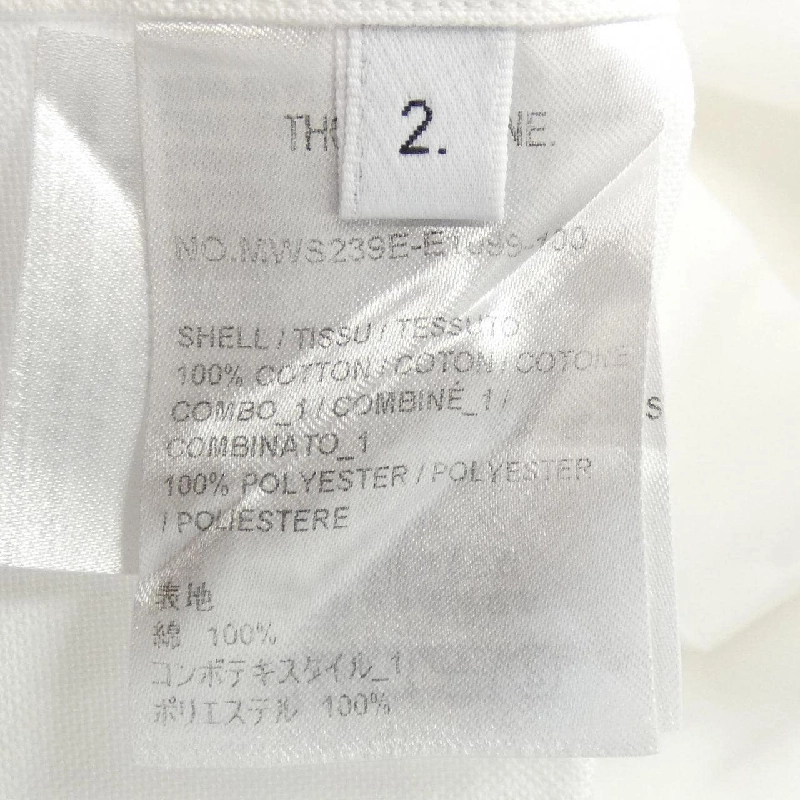 2.
NO.MWS239E-E1099-100
SHELL / TISSU / TESSUTO
100% COTTON / COTON / COTONE
COMBO_1 / COMBINÉ_1 /
COMBINATO_1
100% POLYESTER / POLYESTER
/ POLIESTERE
S
表地
綿 100%
コンボテキスタイル_1
ポリエステル 100%